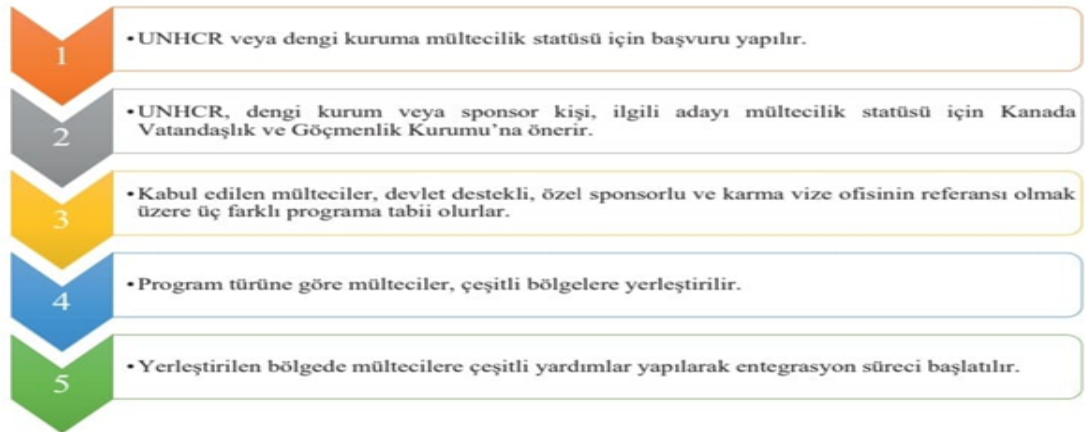 1
•UNHCR veya dengi kuruma mültecilik statüsü için başvuru yapılır.
2
•UNHCR, dengi kurum veya sponsor kişi, ilgili adayı mültecilik statüsü için Kanada
Vatandaşlık ve Göçmenlik Kurumu’na önerir.
3
•Kabul edilen mülteciler, devlet destekli, özel sponsorlu ve karma vize ofisinin referansı olmak
üzere üç farklı programa tabii olurlar.
4
•Program türüne göre mülteciler, çeşitli bölgelere yerleştirilir.
5
•Yerleştirilen bölgede mültecilere çeşitli yardımlar yapılarak entegrasyon süreci başlatılır.